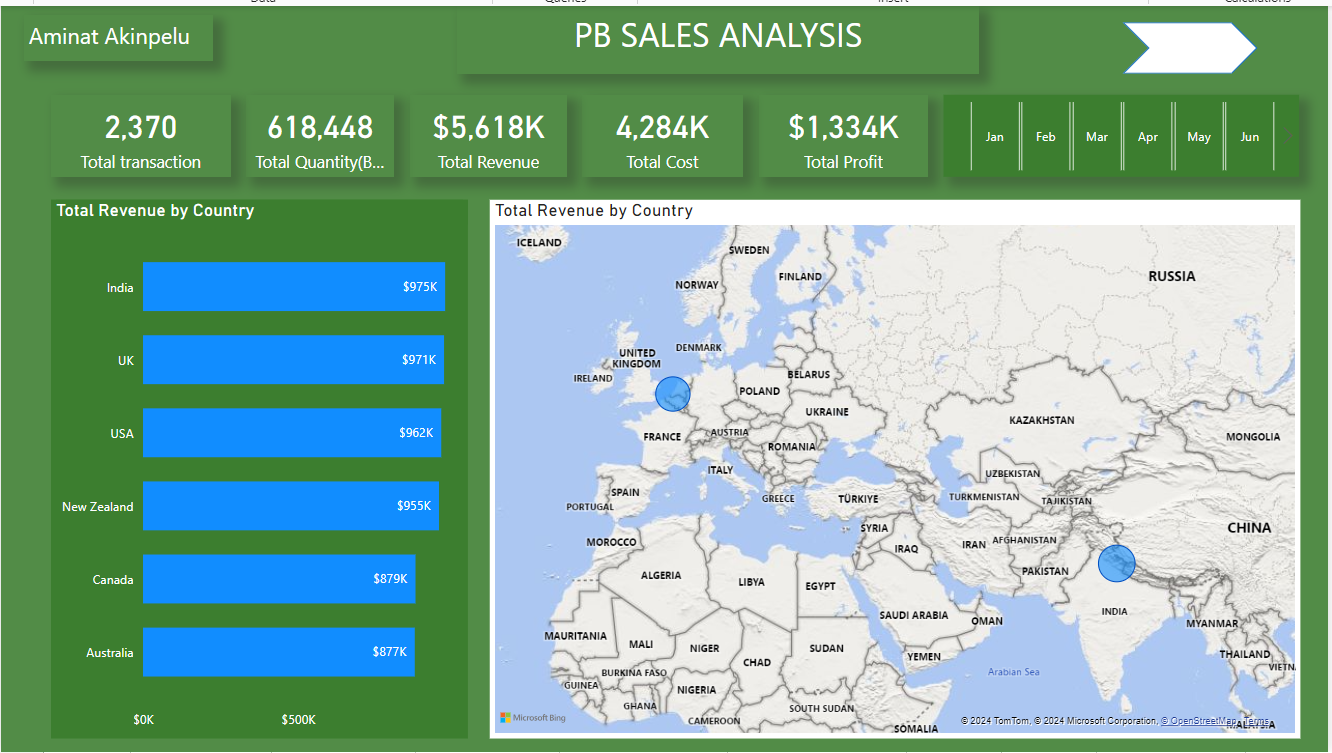 Data
Queries
Insert
Calculations
Aminat Akinpelu
PB SALES ANALYSIS
2,370
Total transaction
618,448
Total Quantity(B...
$5,618K
Total Revenue
4,284K
Total Cost
$1,334K
Total Profit
Jan Feb Mar Apr May Jun
Total Revenue by Country
India $975K
UK $971K
USA $962K
New Zealand $955K
Canada $879K
Australia $877K
$0K $500K
Total Revenue by Country
ICELAND
SWEDEN
FINLAND
RUSSIA
NORWAY
DENMARK
UNITED
KINGDOM
IRELAND
BELARUS
POLAND
UKRAINE
KAZAKHSTAN
FRANCE
AUSTRIA
MONGOLIA
ROMANIA
ITALY
UZBEKISTAN
SPAIN
GREECE
TÜRKIYE
TURKMENISTAN
TAJIKISTAN
PORTUGAL
SYRIA
CHINA
MOROCCO
IRAQ
IRAN
AFGHANISTAN
PAKISTAN
ALGERIA
LIBYA
EGYPT
INDIA
SAUDI ARABIA
OMAN
MYANMAR
MAURITANIA
MALI
NIGER
SUDAN
CHAD
YEMEN
THAILAND
Arabian Sea
VIETN
BURKINA FASO
GUINEA
NIGERIA
GHANA
SOUTH SUDAN
CAMEROON
SOMALIA
MALAYSIA
Microsoft Bing
© 2024 TomTom, © 2024 Microsoft Corporation, © OpenStreetMap Terms